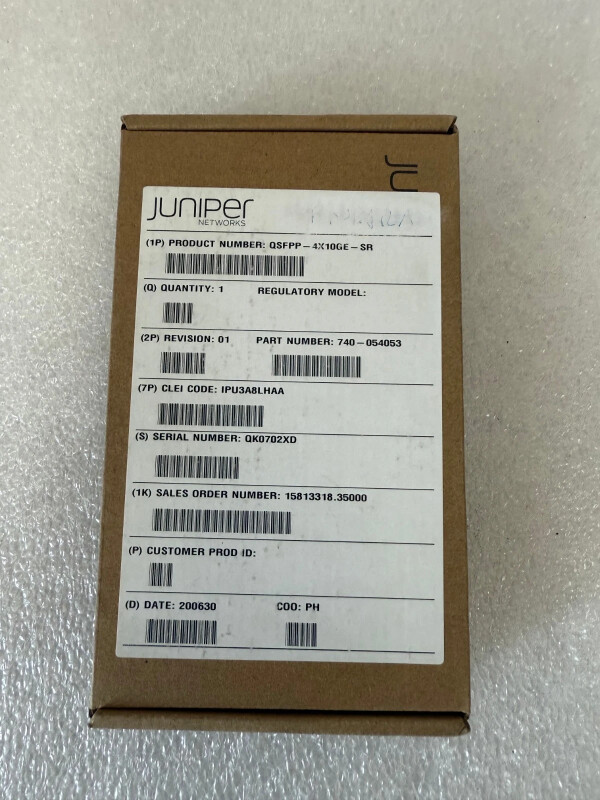 JU
JUNIPer
NETWORKS
(1P) PRODUCT NUMBER: QSFPP-4X10GE-SR
(Q) QUANTITY: 1 REGULATORY MODEL:
(2P) REVISION: 01 PART NUMBER: 740-054053
(7P) CLEI CODE: IPU3A8LHAA
(S) SERIAL NUMBER: QK0702XD
(1K) SALES ORDER NUMBER: 15813318.35000
(P) CUSTOMER PROD ID:
(D) DATE: 200630 COO: PH